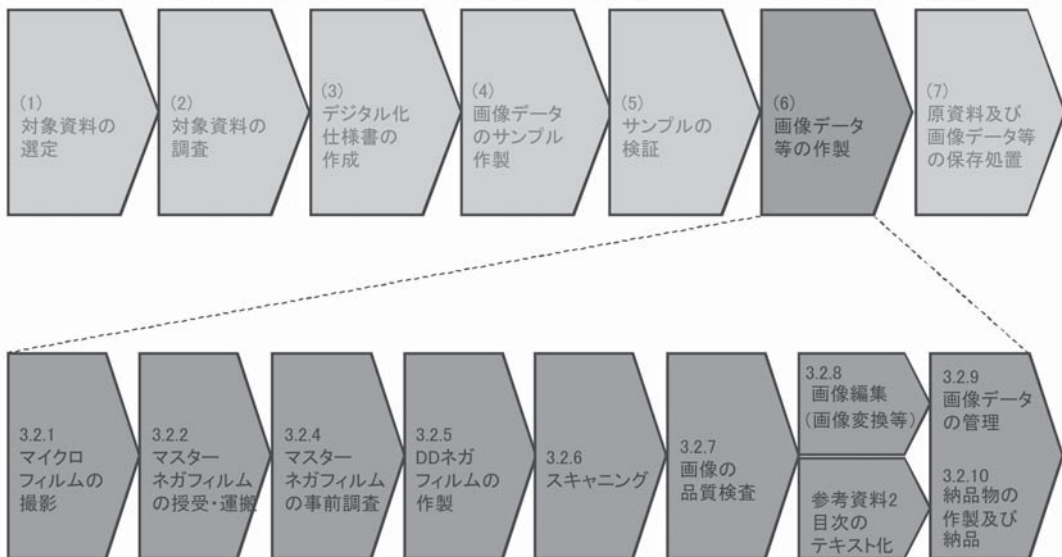 (1)
対象資料の
選定
(2)
対象資料の
調査
(3)
デジタル化
仕様書の
作成
(4)
画像データ
のサンプル
作製
(5)
サンプルの
検証
(6)
画像データ
等の作製
(7)
原資料及び
画像データ等
の保存処置
3.2.1
マイクロ
フィルムの
撮影
3.2.2
マスター
ネガフィルム
の授受・運搬
3.2.4
マスター
ネガフィルム
の事前調査
3.2.5
DDネガ
フィルムの
作製
3.2.6
スキャニング
3.2.7
画像の
品質検査
3.2.8
画像編集
(画像変換等)
参考資料2
目次の
テキスト化
3.2.9
画像データ
の管理
3.2.10
納品物の
作製及び
納品